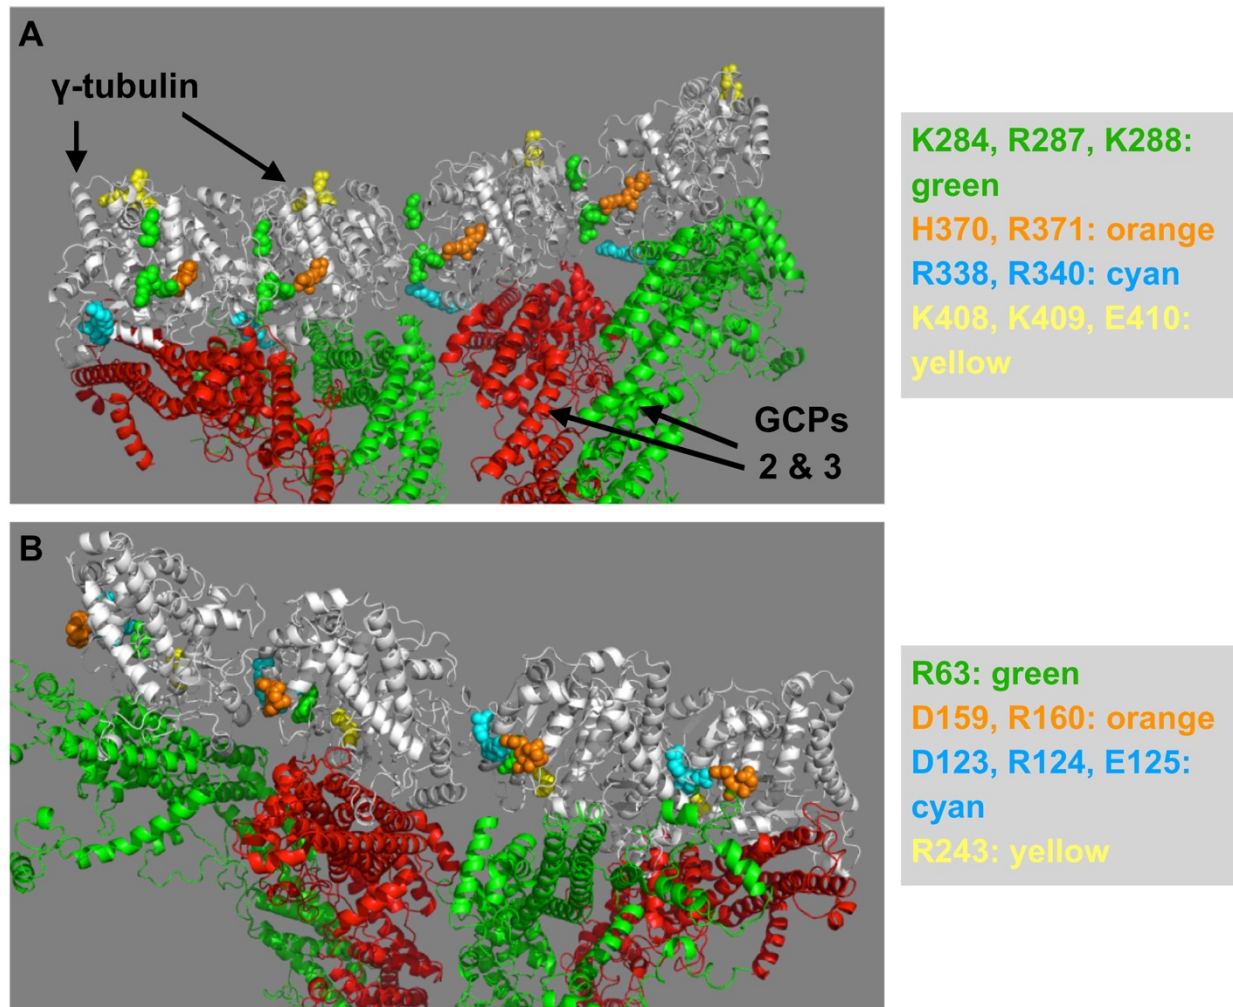 A
γ-tubulin
GCPs
2 & 3
K284, R287, K288:
green
H370, R371: orange
R338, R340: cyan
K408, K409, E410:
yellow
B
R63: green
D159, R160: orange
D123, R124, E125:
cyan
R243: yellow